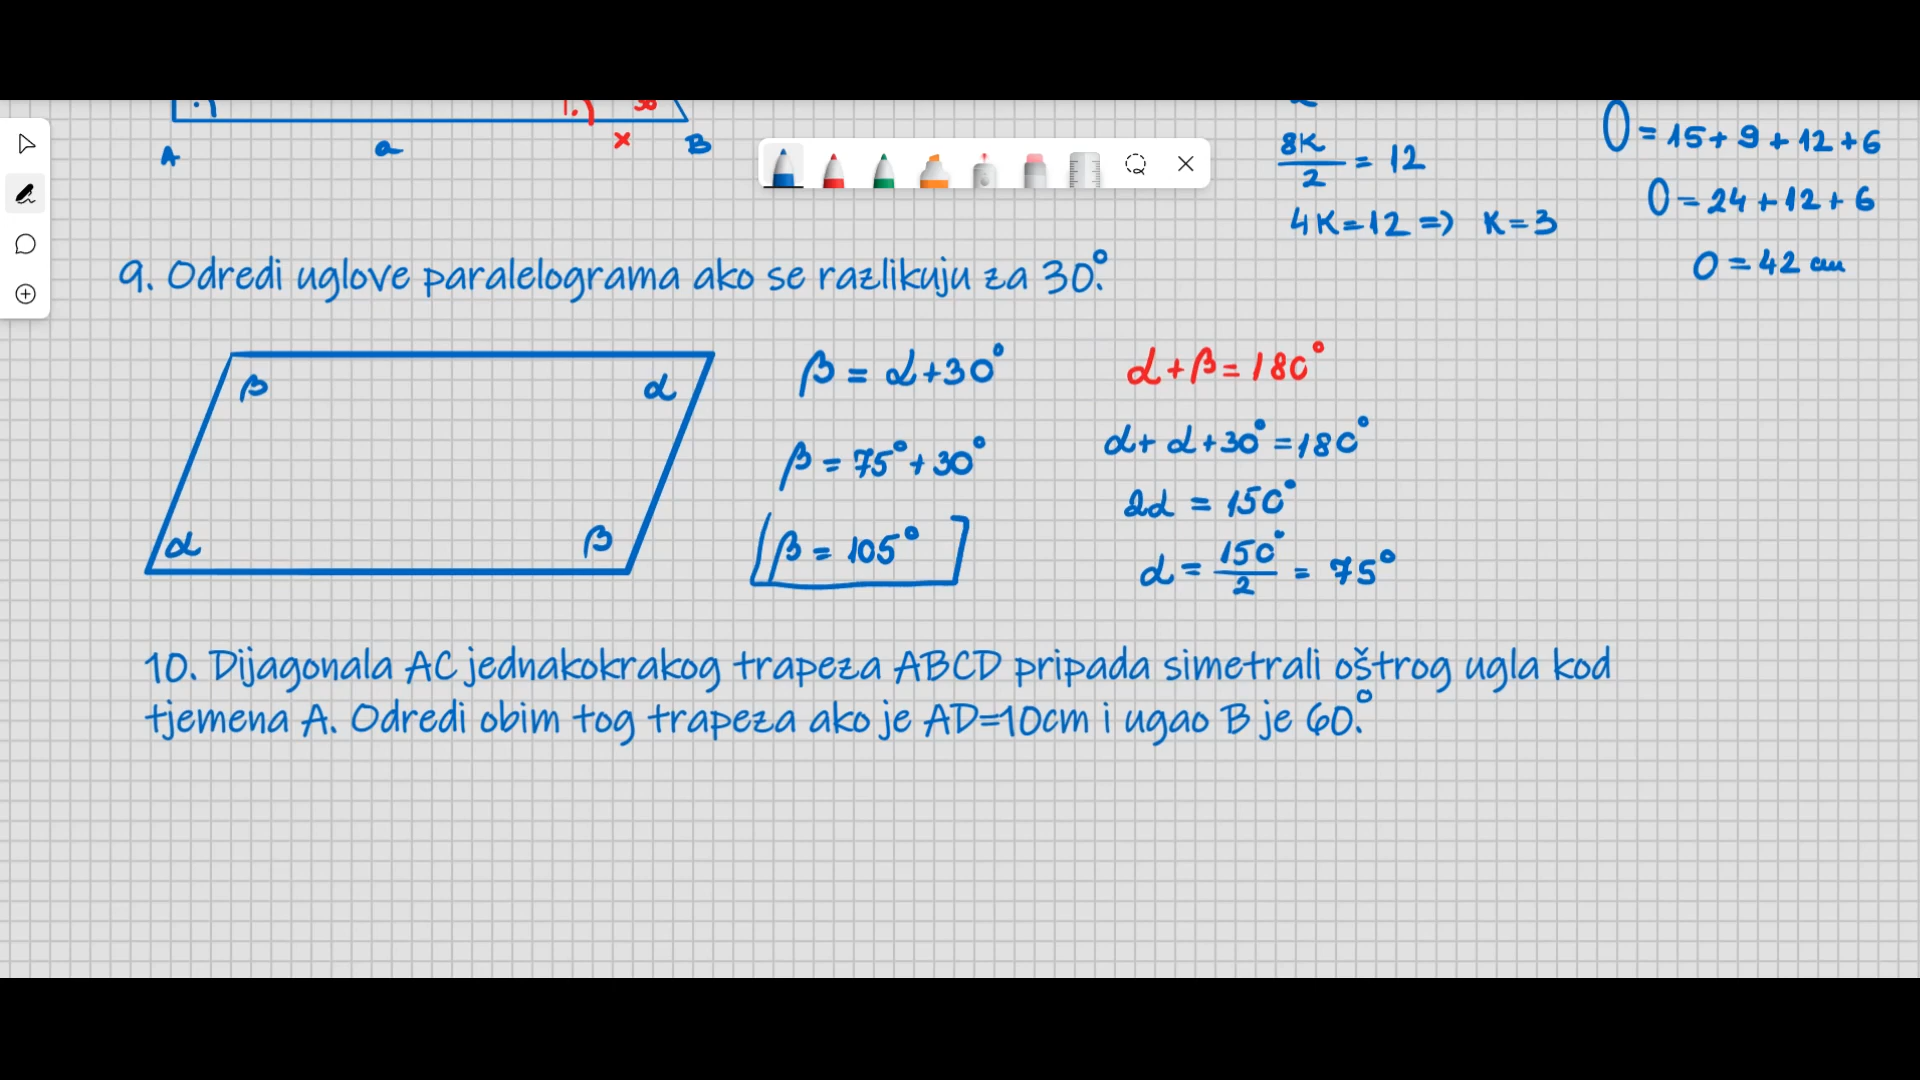 A a x B
30
8K/2 = 12
4K=12 => K=3
O=15+9+12+6
O=24+12+6
O=42 cm
9. Odredi uglove paralelograma ako se razlikuju za 30°.
β α
α β
β = α+30°
β = 75°+30°
β = 105°
α+β=180°
α+α+30°=180°
2α = 150°
α = 150°/2 = 75°
10. Dijagonala AC jednakokrakog trapeza ABCD pripada simetrali oštrog ugla kod
tjemena A. Odredi obim tog trapeza ako je AD=10cm i ugao B je 60°.